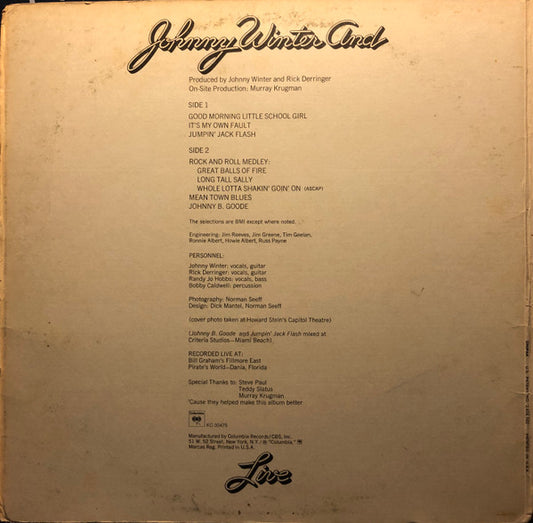 Johnny Winter And
Produced by Johnny Winter and Rick Derringer
On-Site Production: Murray Krugman
SIDE 1
GOOD MORNING LITTLE SCHOOL GIRL
IT'S MY OWN FAULT
JUMPIN' JACK FLASH
SIDE 2
ROCK AND ROLL MEDLEY:
GREAT BALLS OF FIRE
LONG TALL SALLY
WHOLE LOTTA SHAKIN' GOIN' ON (ASCAP)
MEAN TOWN BLUES
JOHNNY B. GOODE
The selections are BMI except where noted.
Engineering: Jim Reeves, Jim Greene, Tim Geelan,
Ronnie Albert, Howie Albert, Russ Payne
PERSONNEL:
Johnny Winter: vocals, guitar
Rick Derringer: vocals, guitar
Randy Jo Hobbs: vocals, bass
Bobby Caldwell: percussion
Photography: Norman Seeff
Design: Dick Mantel, Norman Seeff
(cover photo taken at Howard Stein's Capitol Theatre)
(Johnny B. Goode and Jumpin' Jack Flash mixed at
Criteria Studios—Miami Beach)
RECORDED LIVE AT:
Bill Graham's Fillmore East
Pirate's World—Dania, Florida
Special Thanks to: Steve Paul
Teddy Slatus
Murray Krugman
'Cause they helped make this album better
KC 30475
Manufactured by Columbia Records/CBS, Inc.
51 W. 52 Street, New York, N.Y./® "Columbia,"
Marcas Reg. Printed in U.S.A.
Live